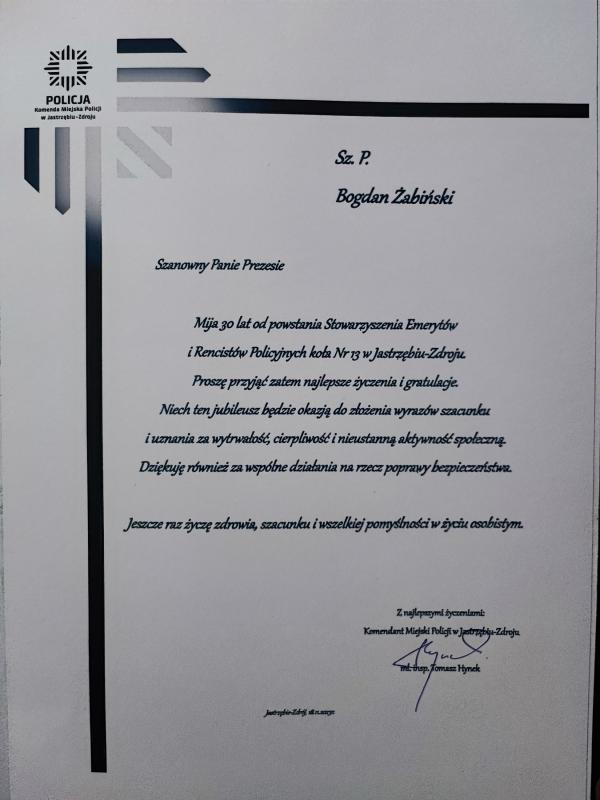 POLICJA
Komenda Miejska Policji
w Jastrzębiu-Zdroju
Sz. P.
Bogdan Żabiński
Szanowny Panie Prezesie
Mija 30 lat od powstania Stowarzyszenia Emerytów
i Rencistów Policyjnych koła Nr 13 w Jastrzębiu-Zdroju.
Proszę przyjąć zatem najlepsze życzenia i gratulacje.
Niech ten jubileusz będzie okazją do złożenia wyrazów szacunku
i uznania za wytrwałość, cierpliwość i nieustanną aktywność społeczną.
Dziękuję również za wspólne działania na rzecz poprawy bezpieczeństwa.
Jeszcze raz życzę zdrowia, szacunku i wszelkiej pomyślności w życiu osobistym.
Z najlepszymi życzeniami:
Komendant Miejski Policji w Jastrzębiu-Zdroju
mł. insp. Tomasz Hynek
Jastrzębie-Zdrój,